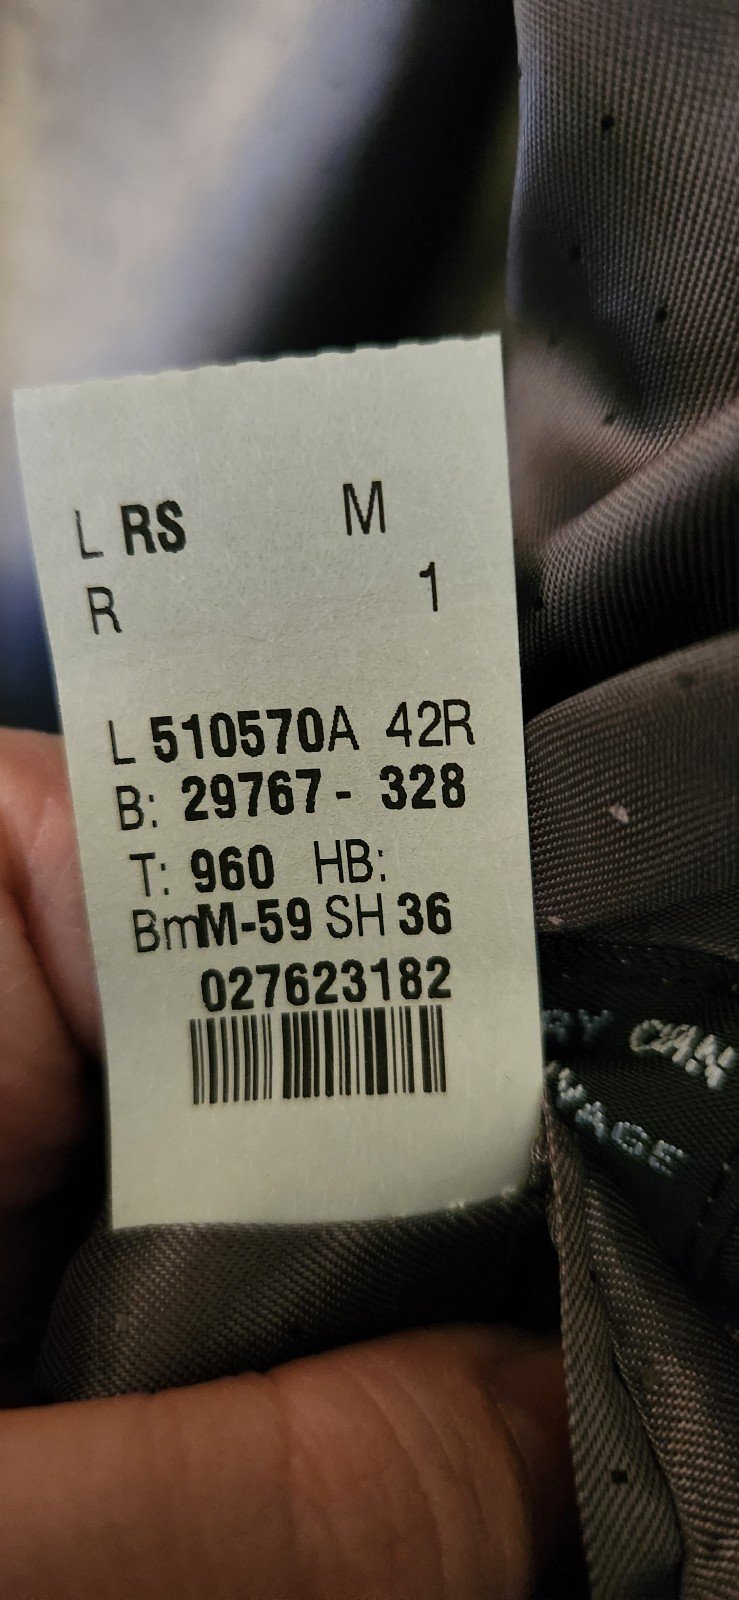 L RS M
R 1
L 510570A 42R
B: 29767- 328
T: 960 HB:
BmM-59 SH 36
027623182